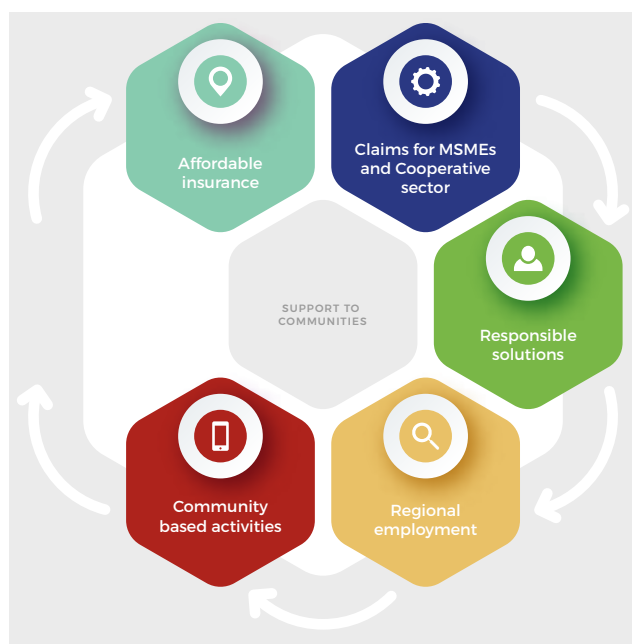 Affordable
insurance
Claims for MSMEs
and Cooperative
sector
SUPPORT TO
COMMUNITIES
Responsible
solutions
Community
based activities
Regional
employment